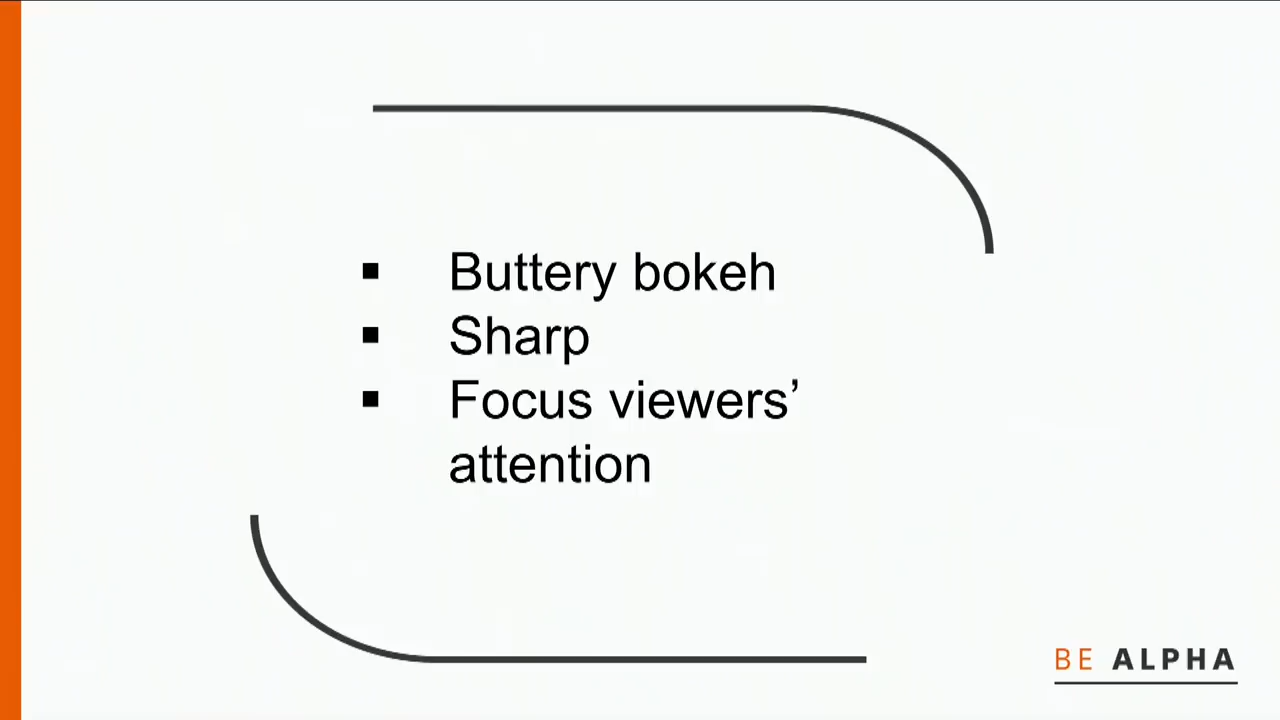 ▪ Buttery bokeh
▪ Sharp
▪ Focus viewers’
attention
BE ALPHA